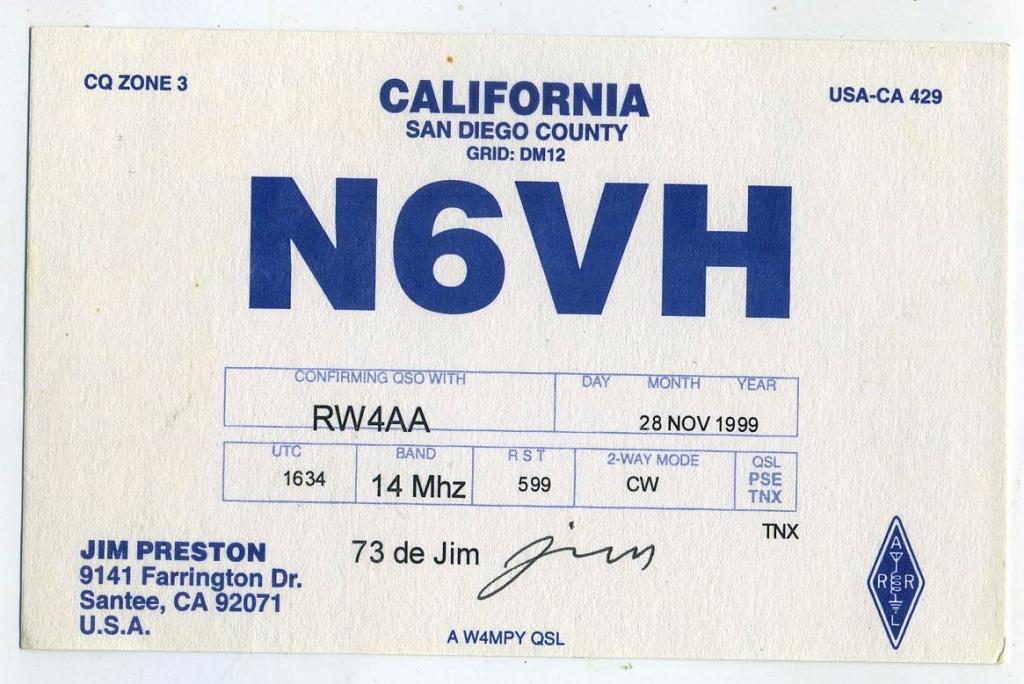 CQ ZONE 3
CALIFORNIA
USA-CA 429
SAN DIEGO COUNTY
GRID: DM12
N6VH
CONFIRMING QSO WITH
DAY MONTH YEAR
RW4AA
28 NOV 1999
UTC BAND RST 2-WAY MODE QSL
1634 14 Mhz 599 CW PSE
TNX
TNX
JIM PRESTON
73 de Jim Jim
9141 Farrington Dr.
Santee, CA 92071
U.S.A.
A W4MPY QSL
A
R R
L